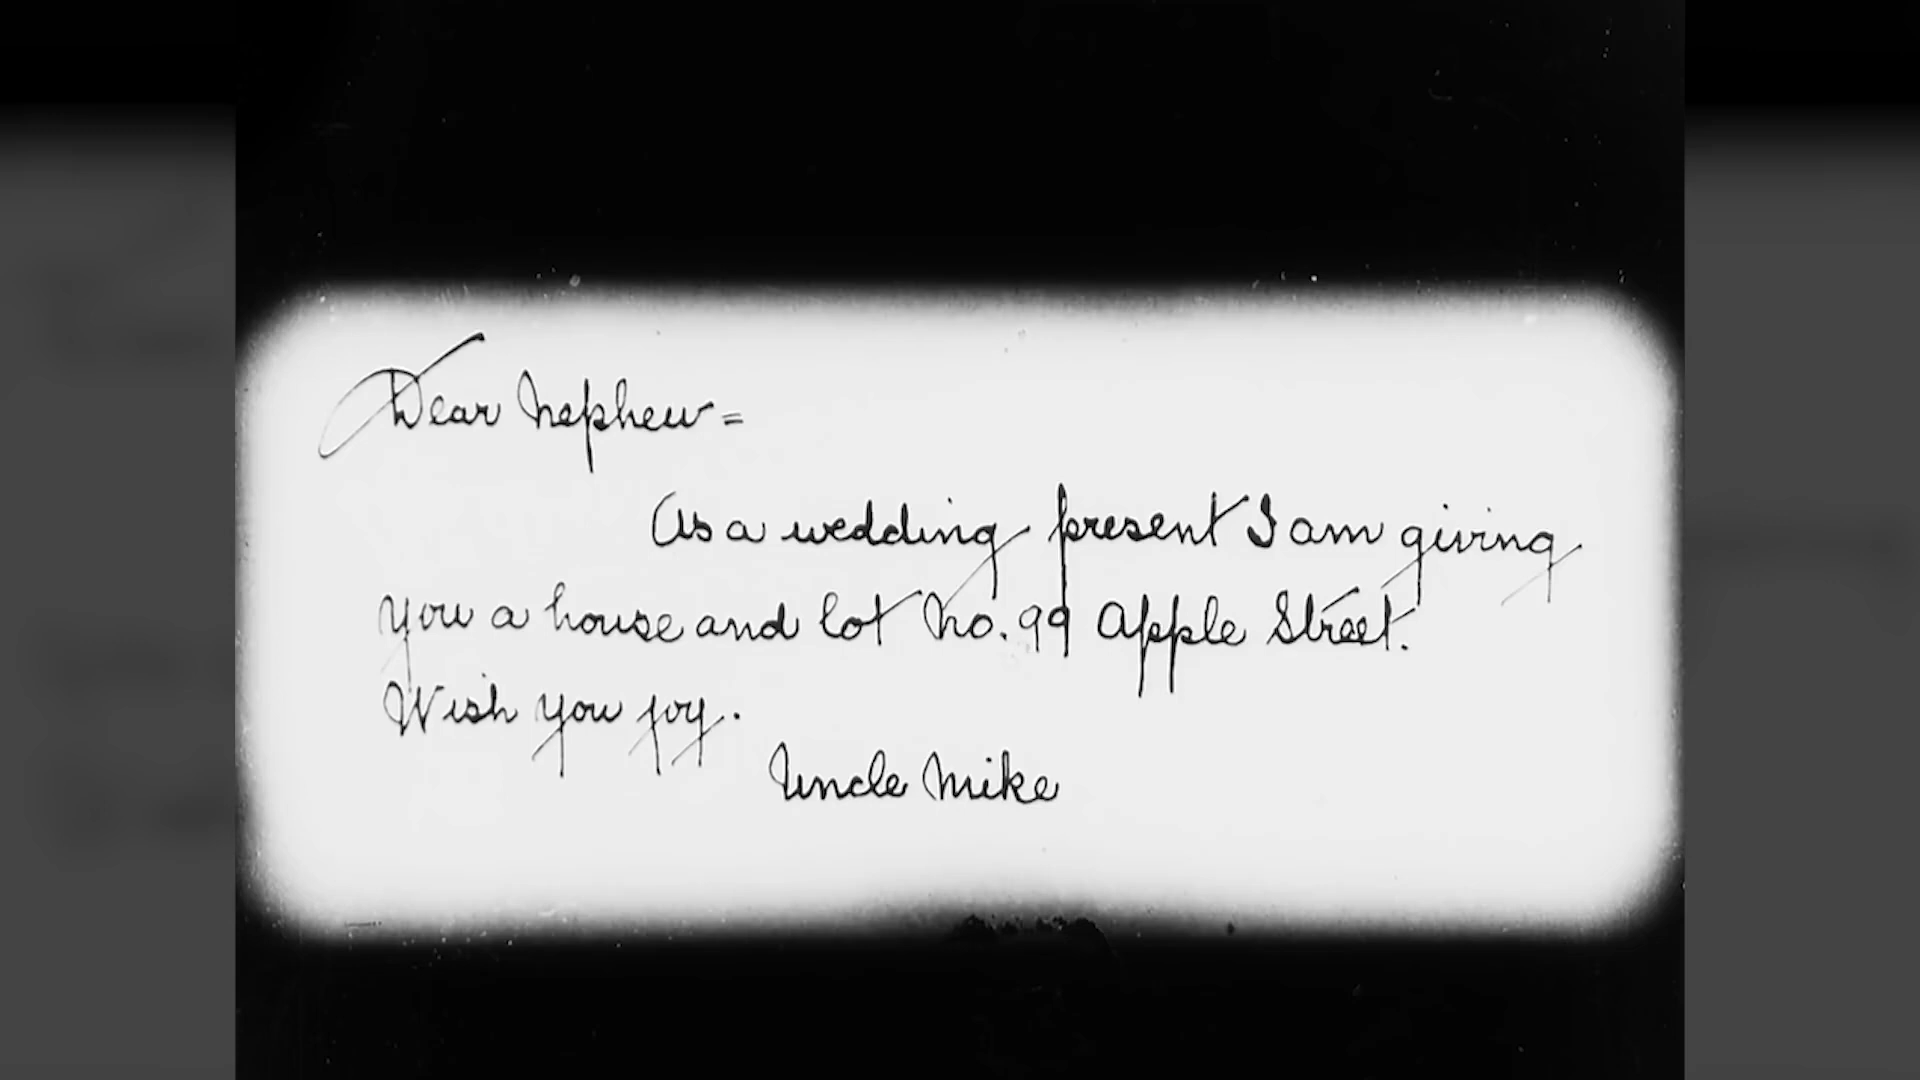 Dear Nephew =
As a wedding present I am giving
you a house and lot No. 99 Apple Street.
Wish you joy.
Uncle Mike